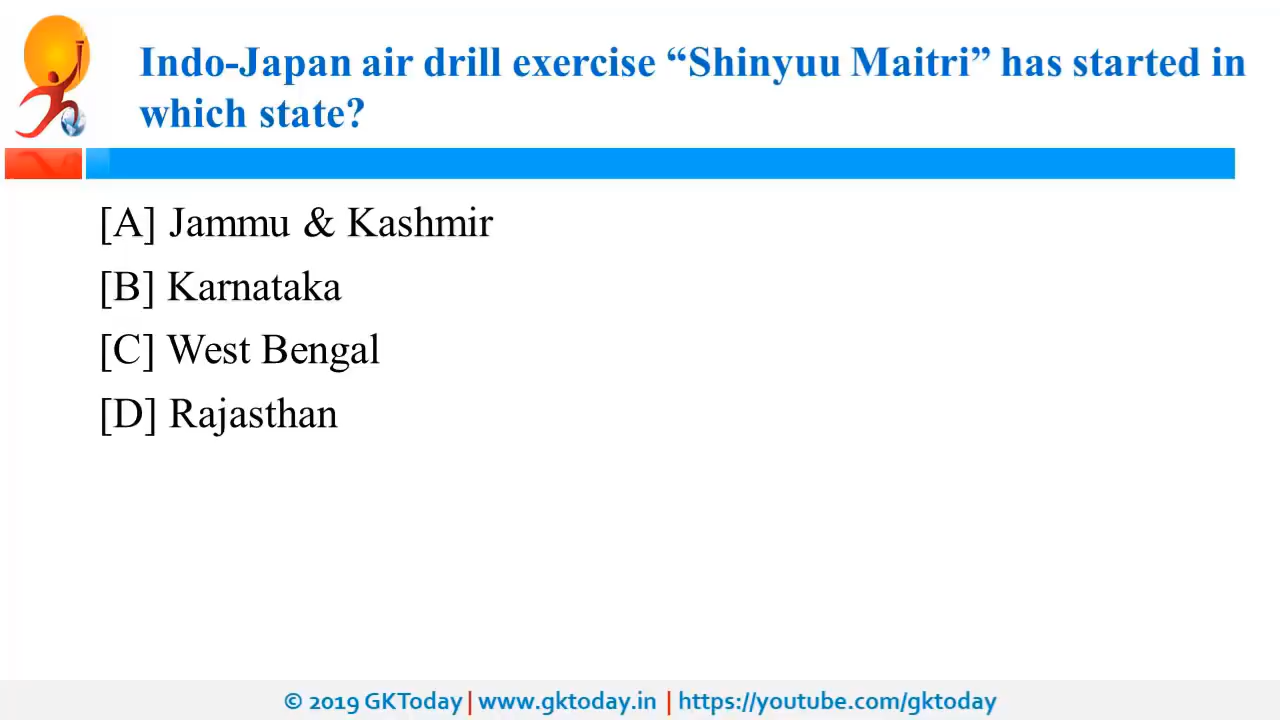 Indo-Japan air drill exercise “Shinyuu Maitri” has started in
which state?
[A] Jammu & Kashmir
[B] Karnataka
[C] West Bengal
[D] Rajasthan
© 2019 GKToday | www.gktoday.in | https://youtube.com/gktoday